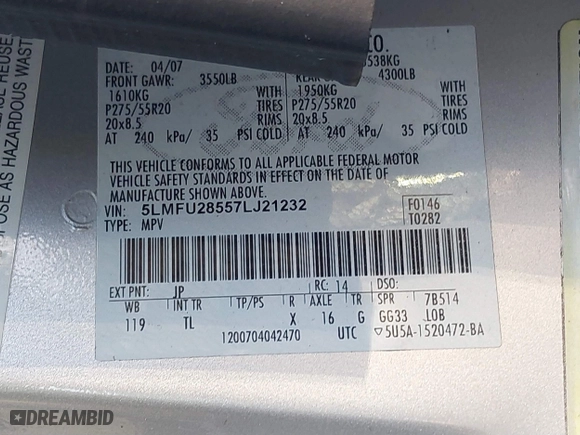 POSE AS HAZARDOUS WAST
CO.
DATE: 04/07
538KG
FRONT GAWR: 3550LB
4300LB
1610KG WITH
1950KG WITH
P275/55R20 TIRES
P275/55R20 TIRES
20x8.5 RIMS
20x8.5 RIMS
AT 240 kPa/ 35 PSI COLD
AT 240 kPa/ 35 PSI COLD
THIS VEHICLE CONFORMS TO ALL APPLICABLE FEDERAL MOTOR
VEHICLE SAFETY STANDARDS IN EFFECT ON THE DATE OF
MANUFACTURE SHOWN ABOVE.
VIN: 5LMFU28557LJ21232
F0146
TYPE: MPV
T0282
EXT PNT: JP RC: 14 DSO:
WB INT TR TP/PS R AXLE TR SPR 7B514
119 TL X 16 G GG33 LOB
1200704042470 UTC ▽5U5A-1520472-BA
DREAMBID